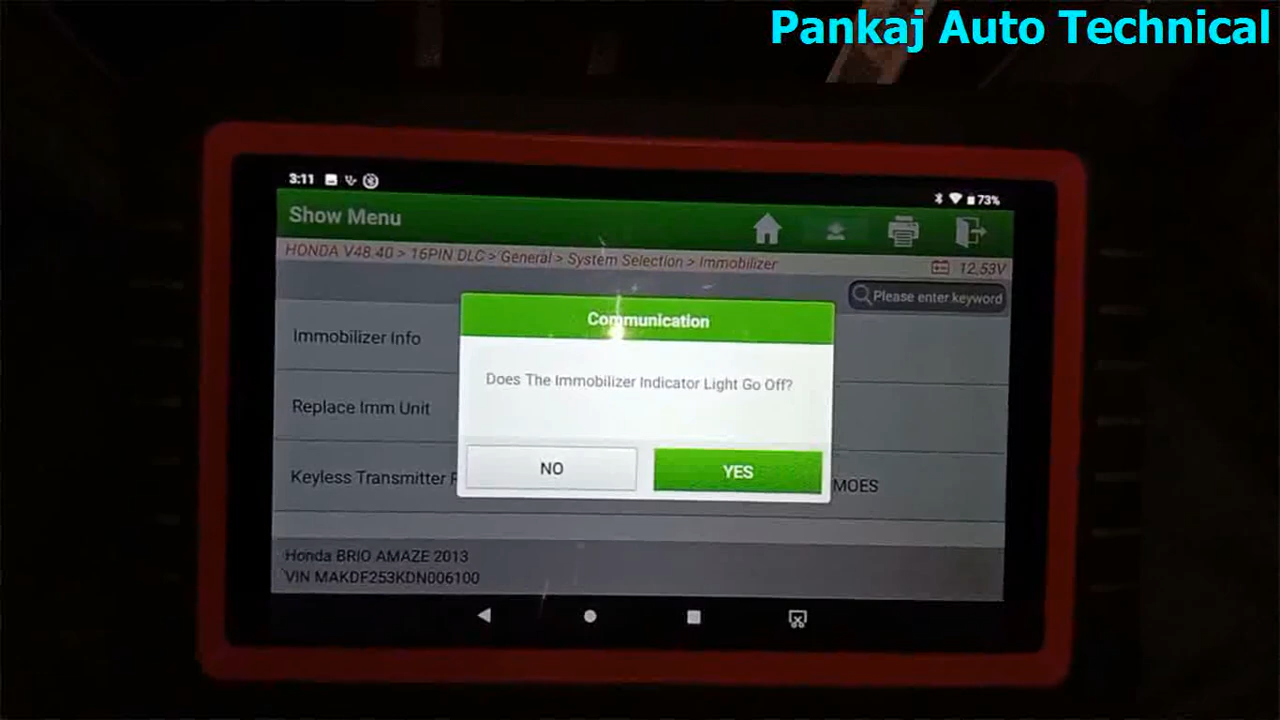 Pankaj Auto Technical
3:11
73%
Show Menu
HONDA V48.40 > 16PIN DLC > General > System Selection > Immobilizer
12.53V
Please enter keyword
Communication
Immobilizer Info
Does The Immobilizer Indicator Light Go Off?
Replace Imm Unit
NO
YES
Keyless Transmitter
MOES
Honda BRIO AMAZE 2013
VIN MAKDF253KDN006100